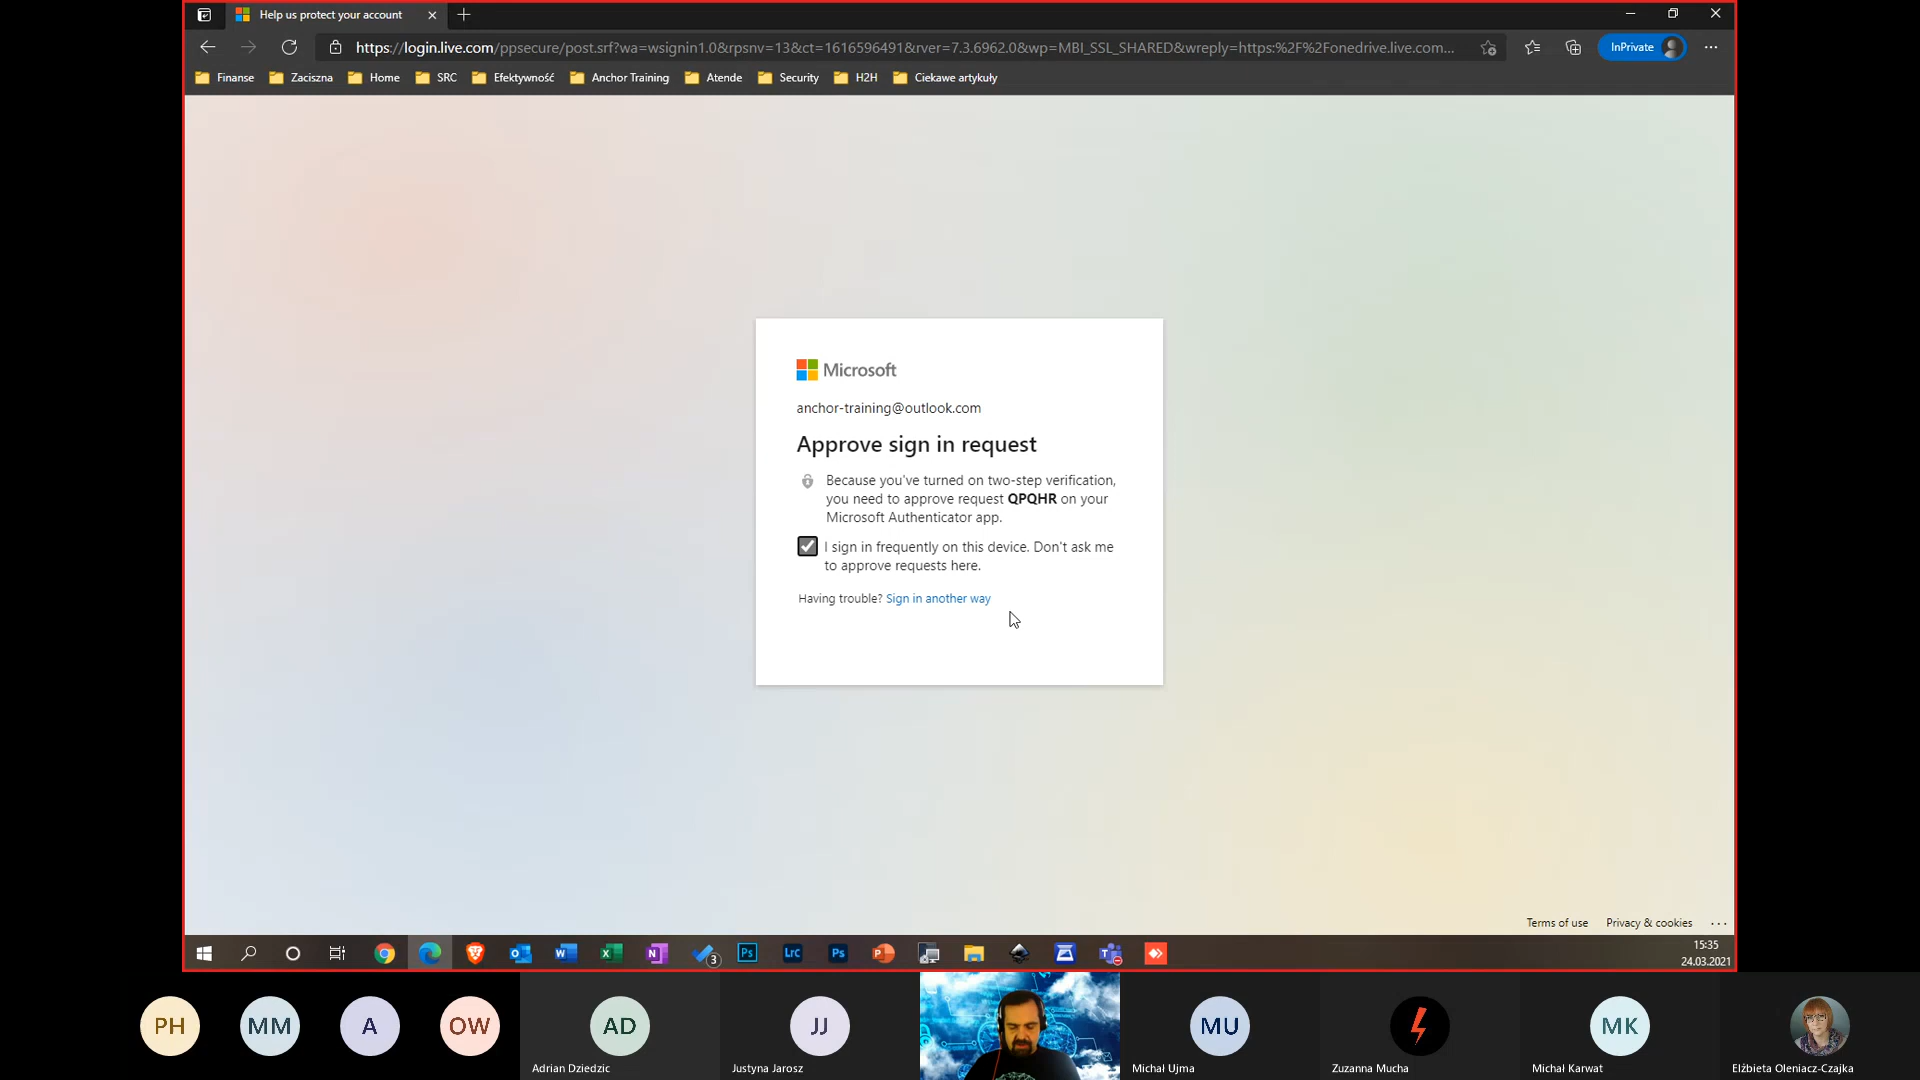 Help us protect your account
https://login.live.com/ppsecure/post.srf?wa=wsignin1.0&rpsnv=13&ct=1616596491&rver=7.3.6962.0&wp=MBI_SSL_SHARED&wreply=https:%2F%2Fonedrive.live.com...
InPrivate
Finanse Zaciszna Home SRC Efektywność Anchor Training Atende Security H2H Ciekawe artykuły
Microsoft
anchor-training@outlook.com
Approve sign in request
Because you've turned on two-step verification,
you need to approve request QPQHR on your
Microsoft Authenticator app.
I sign in frequently on this device. Don't ask me
to approve requests here.
Having trouble? Sign in another way
Terms of use Privacy & cookies ...
3 Ps LrC Ps
15:35
24.03.2021
PH MM A OW AD JJ MU MK
Adrian Dziedzic Justyna Jarosz Michał Ujma Zuzanna Mucha Michał Karwat Elżbieta Oleniacz-Czajka